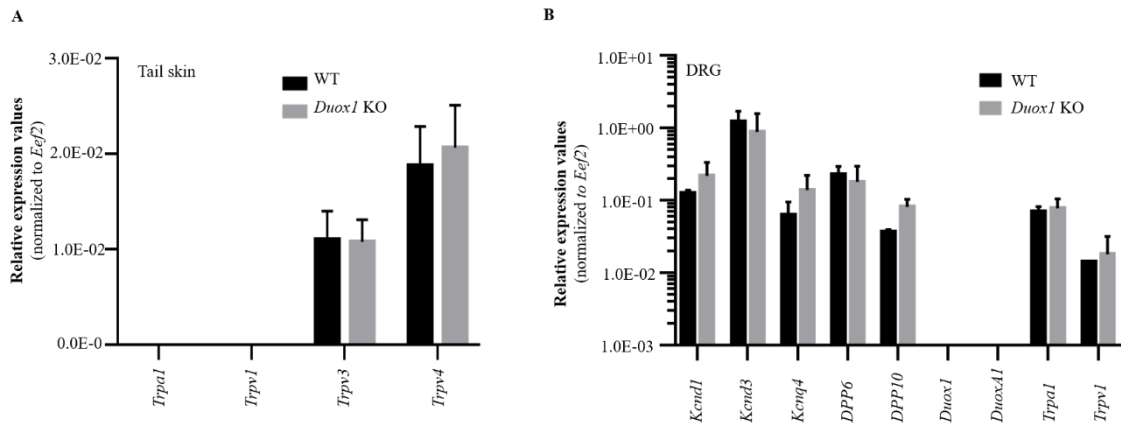 A
Relative expression values
(normalized to Eef2)
3.0E-02
2.0E-02
1.0E-02
0.0E-0
Tail skin
WT
Duox1 KO
Trpa1
Trpv1
Trpv3
Trpv4
B
Relative expression values
(normalized to Eef2)
1.0E+01
1.0E+00
1.0E-01
1.0E-02
1.0E-03
DRG
WT
Duox1 KO
Kcnd1
Kcnd3
Kcnq4
DPP6
DPP10
Duox1
DuoxA1
Trpa1
Trpv1